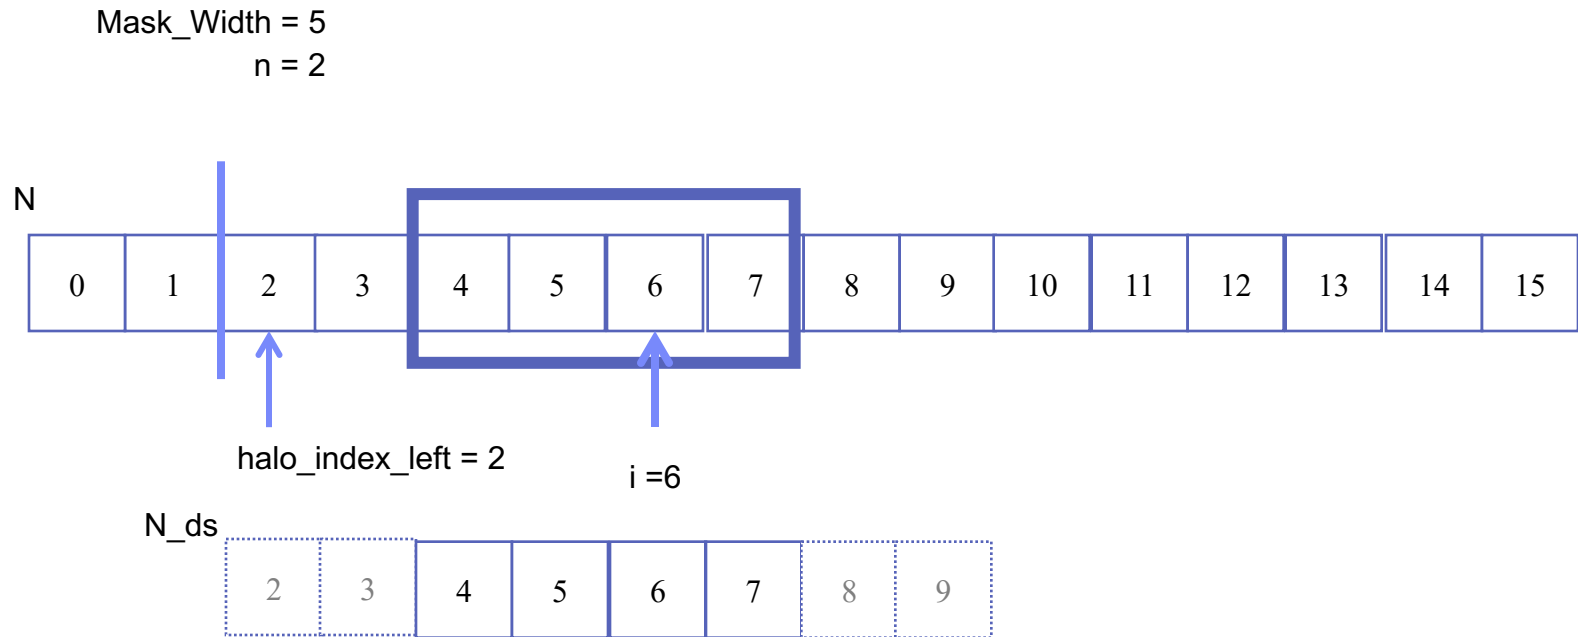 Mask_Width = 5
n = 2
N
0 1 2 3 4 5 6 7 8 9 10 11 12 13 14 15
halo_index_left = 2
i =6
N_ds
2 3 4 5 6 7 8 9